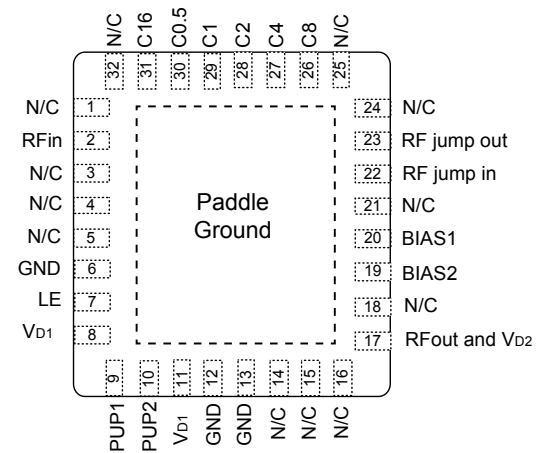 N/C C16 C0.5 C1 C2 C4 C8 N/C
32 31 30 29 28 27 26 25
N/C 1
RFin 2
N/C 3
N/C 4
N/C 5
GND 6
LE 7
VD1 8
Paddle
Ground
24 N/C
23 RF jump out
22 RF jump in
21 N/C
20 BIAS1
19 BIAS2
18 N/C
17 RFout and VD2
9 10 11 12 13 14 15 16
PUP1 PUP2 VD1 GND GND N/C N/C N/C